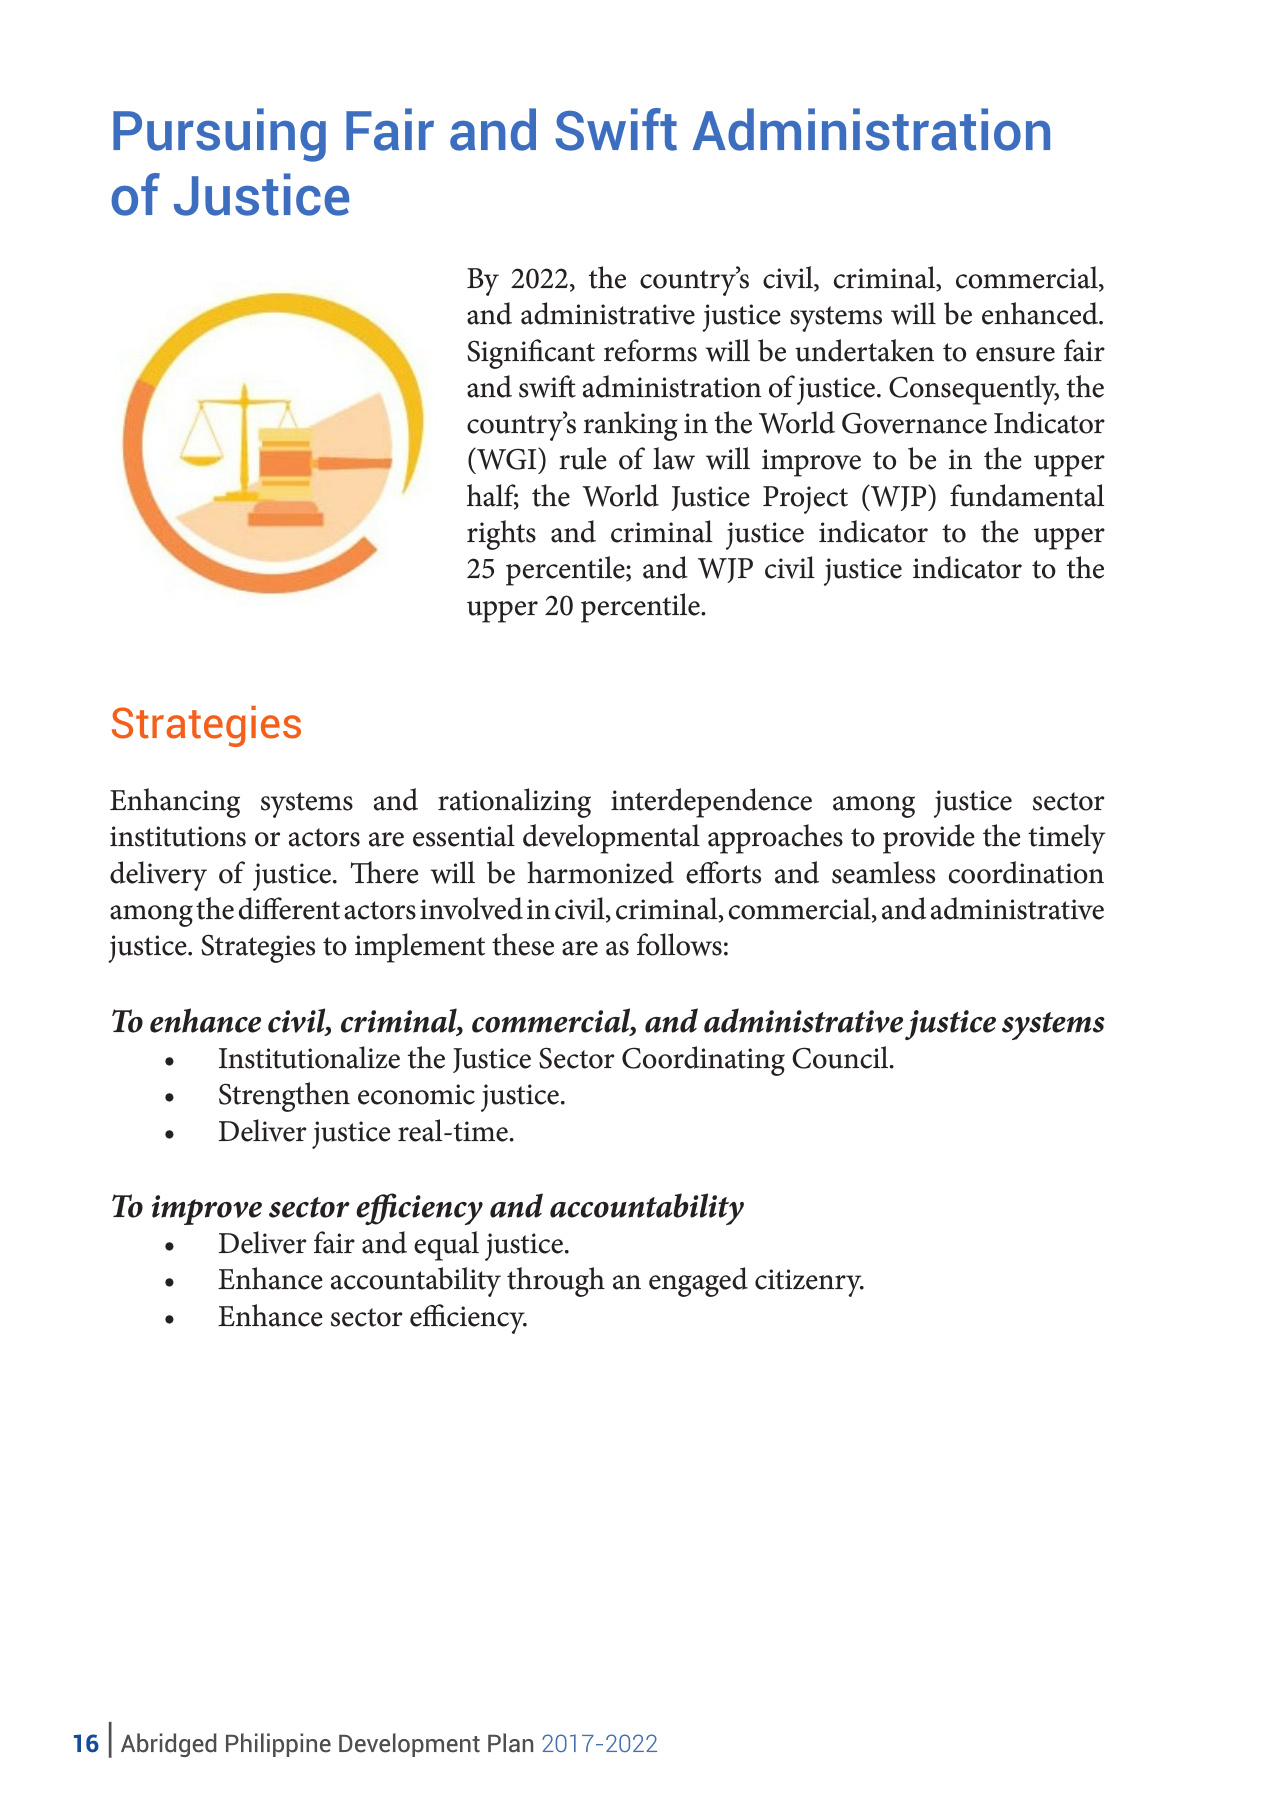 Pursuing Fair and Swift Administration
of Justice
By 2022, the country’s civil, criminal, commercial,
and administrative justice systems will be enhanced.
Significant reforms will be undertaken to ensure fair
and swift administration of justice. Consequently, the
country’s ranking in the World Governance Indicator
(WGI) rule of law will improve to be in the upper
half; the World Justice Project (WJP) fundamental
rights and criminal justice indicator to the upper
25 percentile; and WJP civil justice indicator to the
upper 20 percentile.
Strategies
Enhancing systems and rationalizing interdependence among justice sector
institutions or actors are essential developmental approaches to provide the timely
delivery of justice. There will be harmonized efforts and seamless coordination
among the different actors involved in civil, criminal, commercial, and administrative
justice. Strategies to implement these are as follows:
To enhance civil, criminal, commercial, and administrative justice systems
• Institutionalize the Justice Sector Coordinating Council.
• Strengthen economic justice.
• Deliver justice real-time.
To improve sector efficiency and accountability
• Deliver fair and equal justice.
• Enhance accountability through an engaged citizenry.
• Enhance sector efficiency.
16 | Abridged Philippine Development Plan 2017-2022